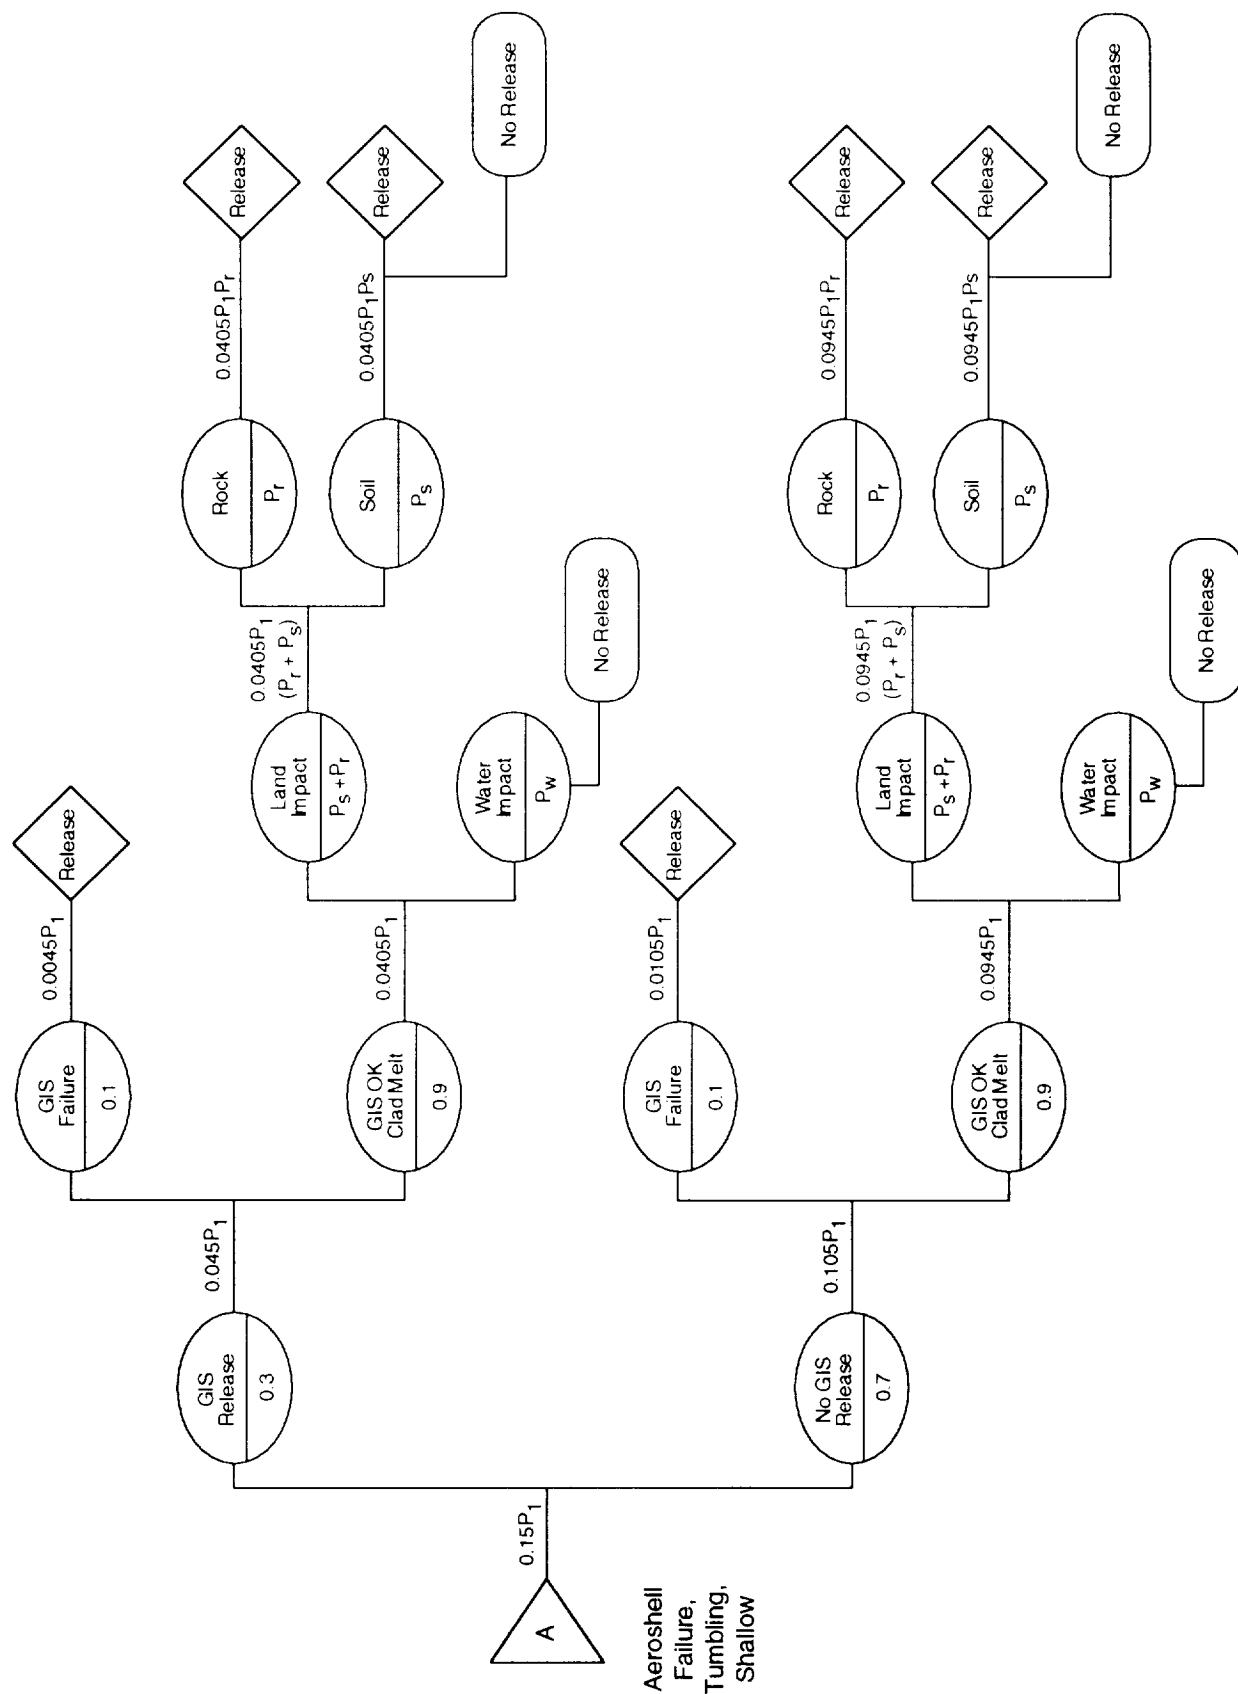 A
Aeroshell
Failure,
Tumbling,
Shallow
0.15P₁
GIS
Release
0.3
0.045P₁
GIS
Failure
0.1
0.0045P₁
Release
GIS OK
Clad Melt
0.9
0.0405P₁
Land
Impact
Pₛ + Pᵣ
0.0405P₁
(Pᵣ + Pₛ)
Rock
Pᵣ
0.0405P₁Pᵣ
Release
Soil
Pₛ
0.0405P₁Ps
Release
No Release
Water
Impact
P_w
No Release
No GIS
Release
0.7
0.105P₁
GIS
Failure
0.1
0.0105P₁
Release
GIS OK
Clad Melt
0.9
0.0945P₁
Land
Impact
Pₛ + Pᵣ
0.0945P₁
(Pᵣ + Pₛ)
Rock
Pᵣ
0.0945P₁Pᵣ
Release
Soil
Pₛ
0.0945P₁Ps
Release
No Release
Water
Impact
P_w
No Release